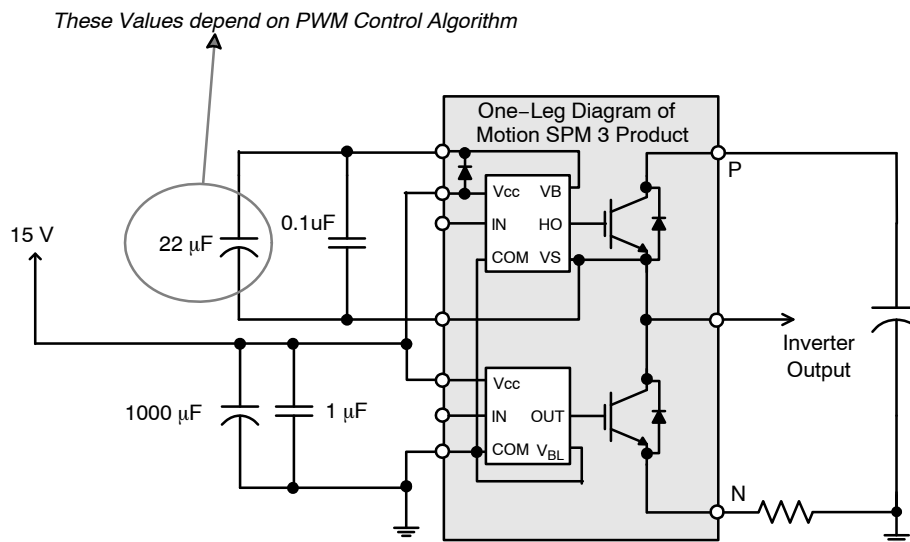 These Values depend on PWM Control Algorithm
One−Leg Diagram of
Motion SPM 3 Product
P
Vcc
VB
IN
HO
COM
VS
15 V
22 μF
0.1uF
Inverter
Output
Vcc
1000 μF
1 μF
IN
OUT
COM
VBL
N